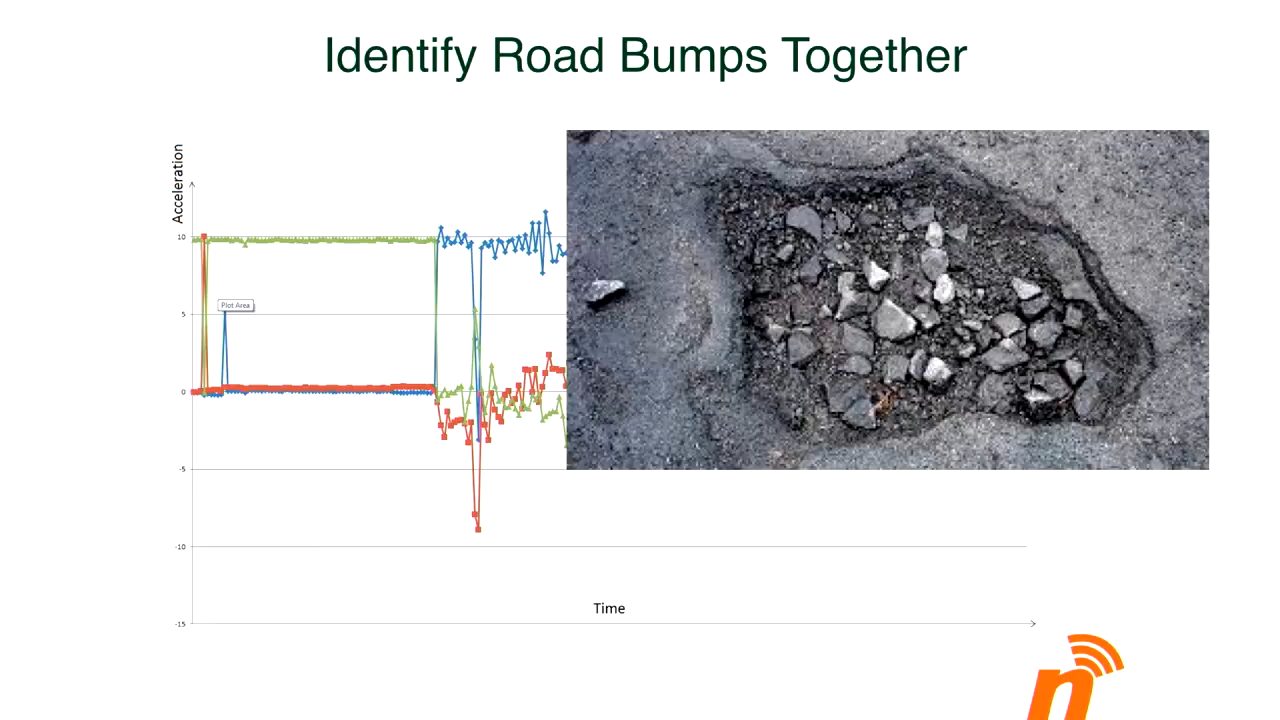 Identify Road Bumps Together
Acceleration
10
Plot Area
5
0
-5
-10
Time
-15
n